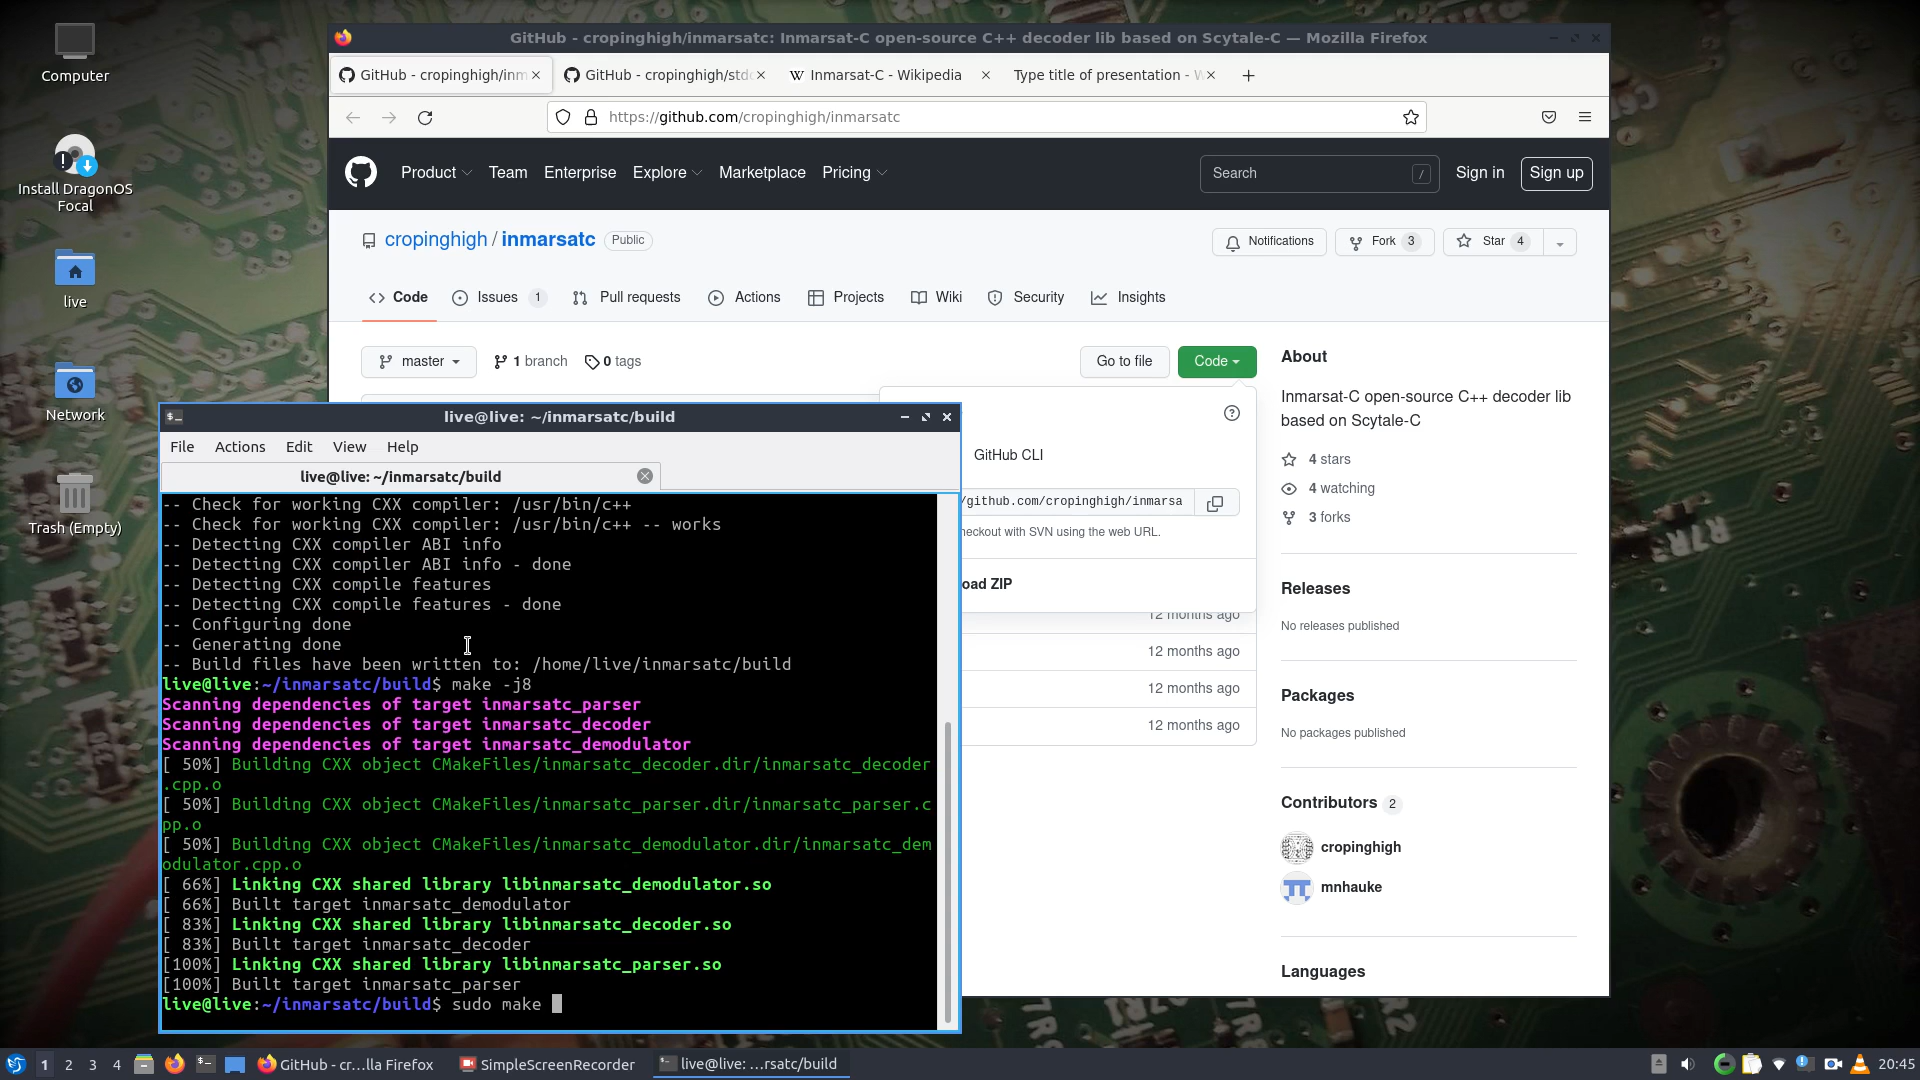 Computer
Install DragonOS
Focal
live
Network
Trash (Empty)
GitHub - cropinghigh/inmarsatc: Inmarsat-C open-source C++ decoder lib based on Scytale-C — Mozilla Firefox
GitHub - cropinghigh/inm
GitHub - cropinghigh/stdc
Inmarsat-C - Wikipedia
Type title of presentation - W
https://github.com/cropinghigh/inmarsatc
Product
Team
Enterprise
Explore
Marketplace
Pricing
Search
/
Sign in
Sign up
cropinghigh / inmarsatc
Public
Notifications
Fork 3
Star 4
Code
Issues 1
Pull requests
Actions
Projects
Wiki
Security
Insights
master
1 branch
0 tags
Go to file
Code
GitHub CLI
/github.com/cropinghigh/inmarsa
heckout with SVN using the web URL.
oad ZIP
12 months ago
12 months ago
12 months ago
12 months ago
About
Inmarsat-C open-source C++ decoder lib
based on Scytale-C
4 stars
4 watching
3 forks
Releases
No releases published
Packages
No packages published
Contributors 2
cropinghigh
mnhauke
Languages
live@live: ~/inmarsatc/build
File Actions Edit View Help
live@live: ~/inmarsatc/build
-- Check for working CXX compiler: /usr/bin/c++
-- Check for working CXX compiler: /usr/bin/c++ -- works
-- Detecting CXX compiler ABI info
-- Detecting CXX compiler ABI info - done
-- Detecting CXX compile features
-- Detecting CXX compile features - done
-- Configuring done
-- Generating done
-- Build files have been written to: /home/live/inmarsatc/build
live@live:~/inmarsatc/build$ make -j8
Scanning dependencies of target inmarsatc_parser
Scanning dependencies of target inmarsatc_decoder
Scanning dependencies of target inmarsatc_demodulator
[ 50%] Building CXX object CMakeFiles/inmarsatc_decoder.dir/inmarsatc_decoder
.cpp.o
[ 50%] Building CXX object CMakeFiles/inmarsatc_parser.dir/inmarsatc_parser.c
pp.o
[ 50%] Building CXX object CMakeFiles/inmarsatc_demodulator.dir/inmarsatc_dem
odulator.cpp.o
[ 66%] Linking CXX shared library libinmarsatc_demodulator.so
[ 66%] Built target inmarsatc_demodulator
[ 83%] Linking CXX shared library libinmarsatc_decoder.so
[ 83%] Built target inmarsatc_decoder
[100%] Linking CXX shared library libinmarsatc_parser.so
[100%] Built target inmarsatc_parser
live@live:~/inmarsatc/build$ sudo make
1 2 3 4
GitHub - cr...lla Firefox
SimpleScreenRecorder
live@live: ...rsatc/build
20:45